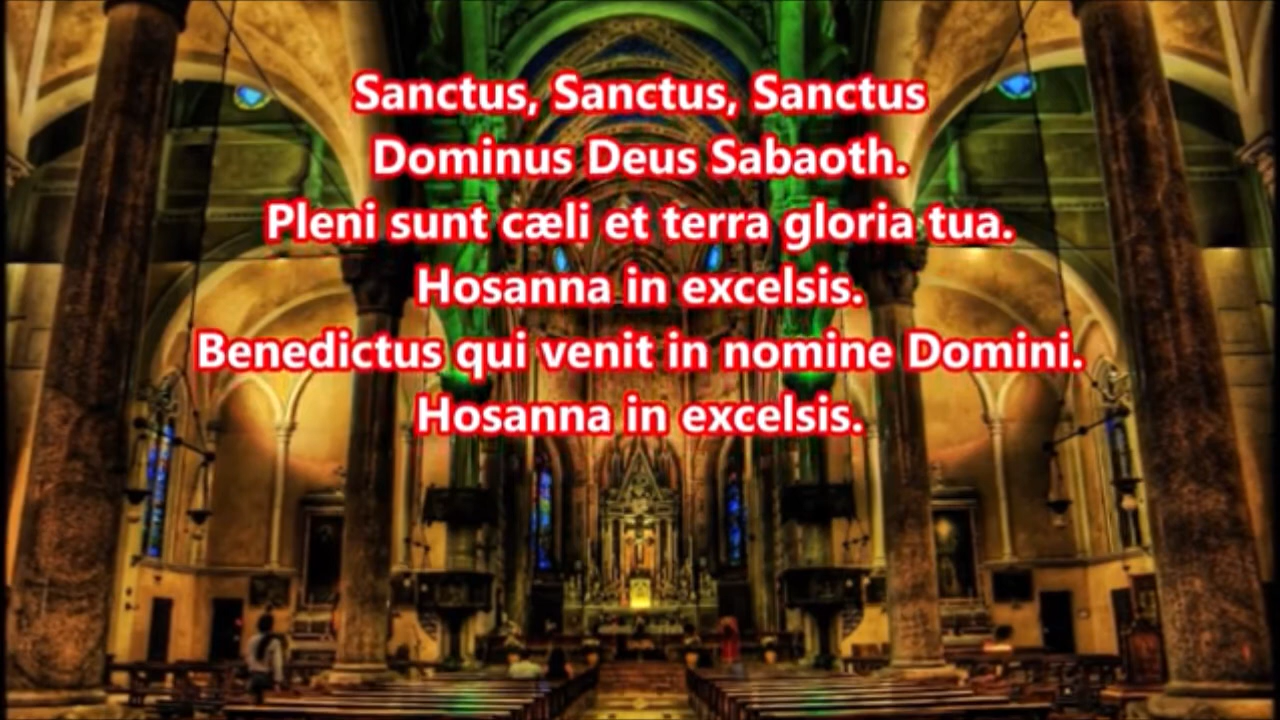 Sanctus, Sanctus, Sanctus
Dominus Deus Sabaoth.
Pleni sunt cæli et terra gloria tua.
Hosanna in excelsis.
Benedictus qui venit in nomine Domini.
Hosanna in excelsis.